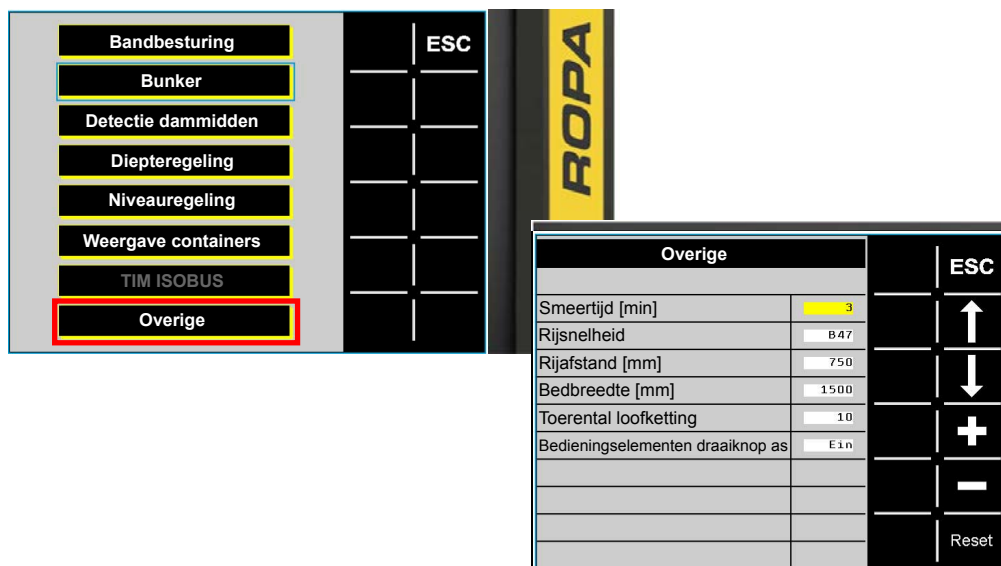 Bandbesturing
ESC
Bunker
Detectie dammidden
Diepteregeling
Niveauregeling
Weergave containers
TIM ISOBUS
Overige
ROPA
Overige
ESC
Smeertijd [min] 3
Rijsnelheid B47
Rijafstand [mm] 750
Bedbreedte [mm] 1500
Toerental loofketting 10
Bedieningselementen draaiknop as Ein
Reset